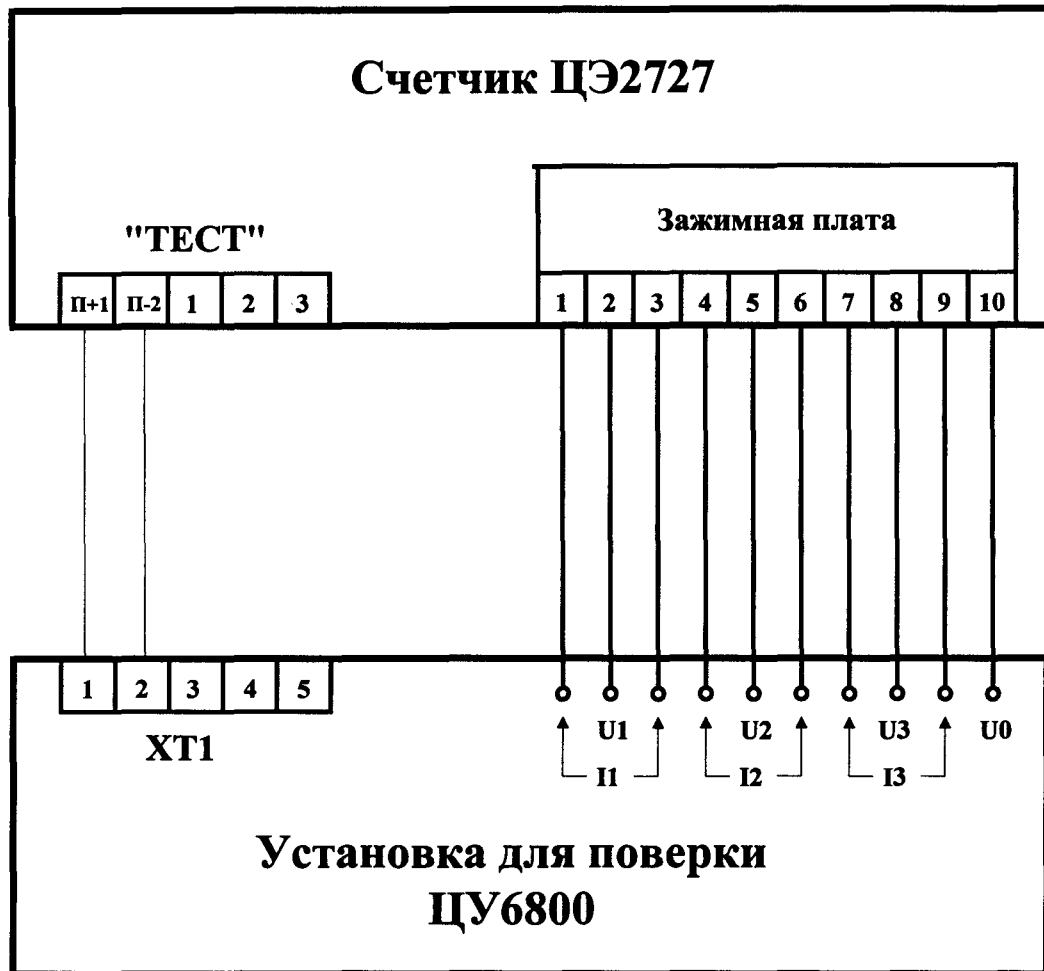 Счетчик ЦЭ2727
Зажимная плата
"ТЕСТ"
П+1 П-2 1 2 3
1 2 3 4 5 6 7 8 9 10
1 2 3 4 5
ХТ1
U1 U2 U3 U0
I1 I2 I3
Установка для поверки
ЦУ6800